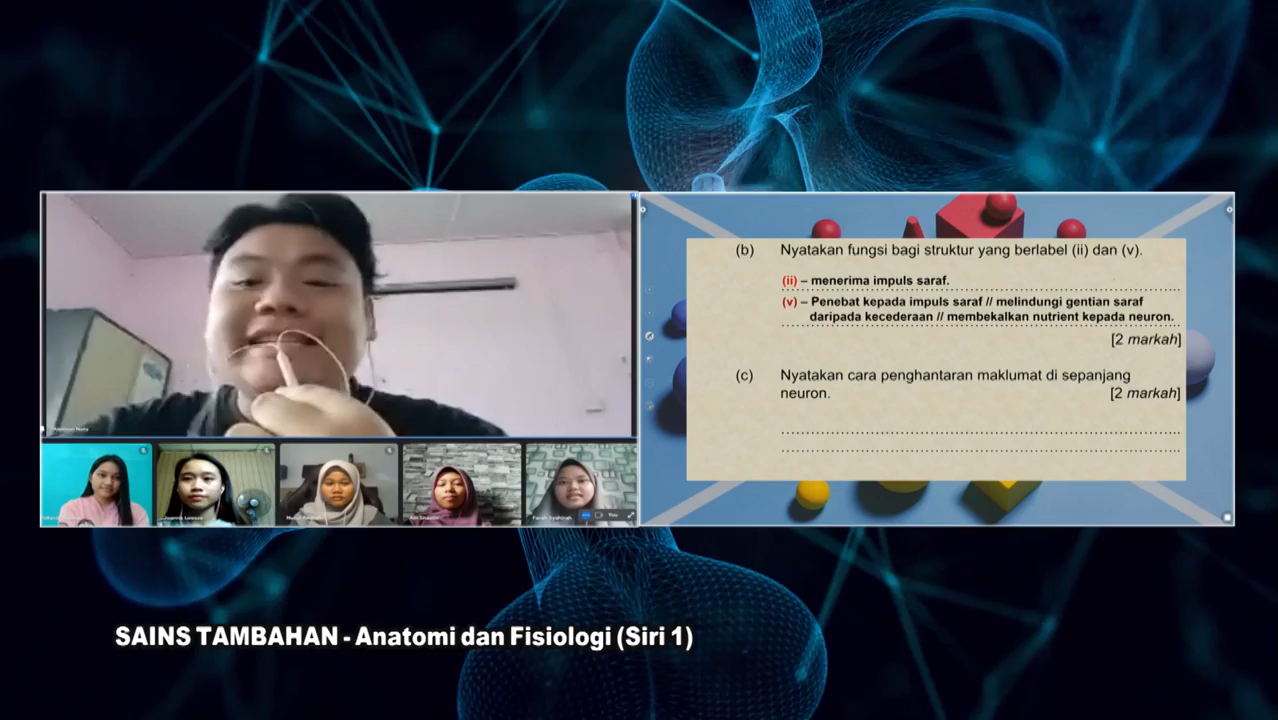 (b) Nyatakan fungsi bagi struktur yang berlabel (ii) dan (v).
(ii) – menerima impuls saraf.
(v) – Penebat kepada impuls saraf // melindungi gentian saraf
daripada kecederaan // membekalkan nutrient kepada neuron.
[2 markah]
(c) Nyatakan cara penghantaran maklumat di sepanjang
neuron. [2 markah]
SAINS TAMBAHAN - Anatomi dan Fisiologi (Siri 1)